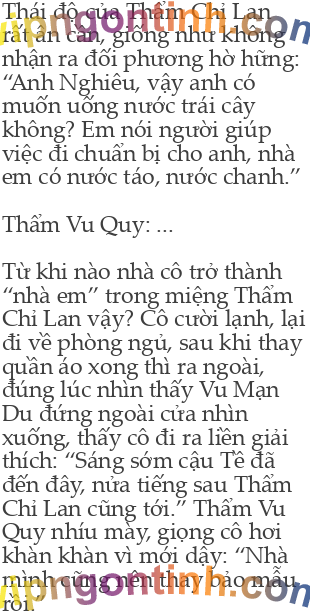 Thái độ của Thẩm Chỉ Lan
rất ân cần, giống như không
nhận ra đối phương hờ hững:
“Anh Nghiêu, vậy anh có
muốn uống nước trái cây
không? Em nói người giúp
việc đi chuẩn bị cho anh, nhà
em có nước táo, nước chanh.”
Thẩm Vu Quy: ...
Từ khi nào nhà cô trở thành
“nhà em” trong miệng Thẩm
Chỉ Lan vậy? Cô cười lạnh, lại
đi về phòng ngủ, sau khi thay
quần áo xong thì ra ngoài,
đúng lúc nhìn thấy Vu Mạn
Du đứng ngoài cửa nhìn
xuống, thấy cô đi ra liền giải
thích: “Sáng sớm cậu Tề đã
đến đây, nửa tiếng sau Thẩm
Chỉ Lan cũng tới.” Thẩm Vu
Quy nhíu mày, giọng cô hơi
khàn khàn vì mới dậy: “Nhà
mình cũng nên thay bảo mẫu
rồi.